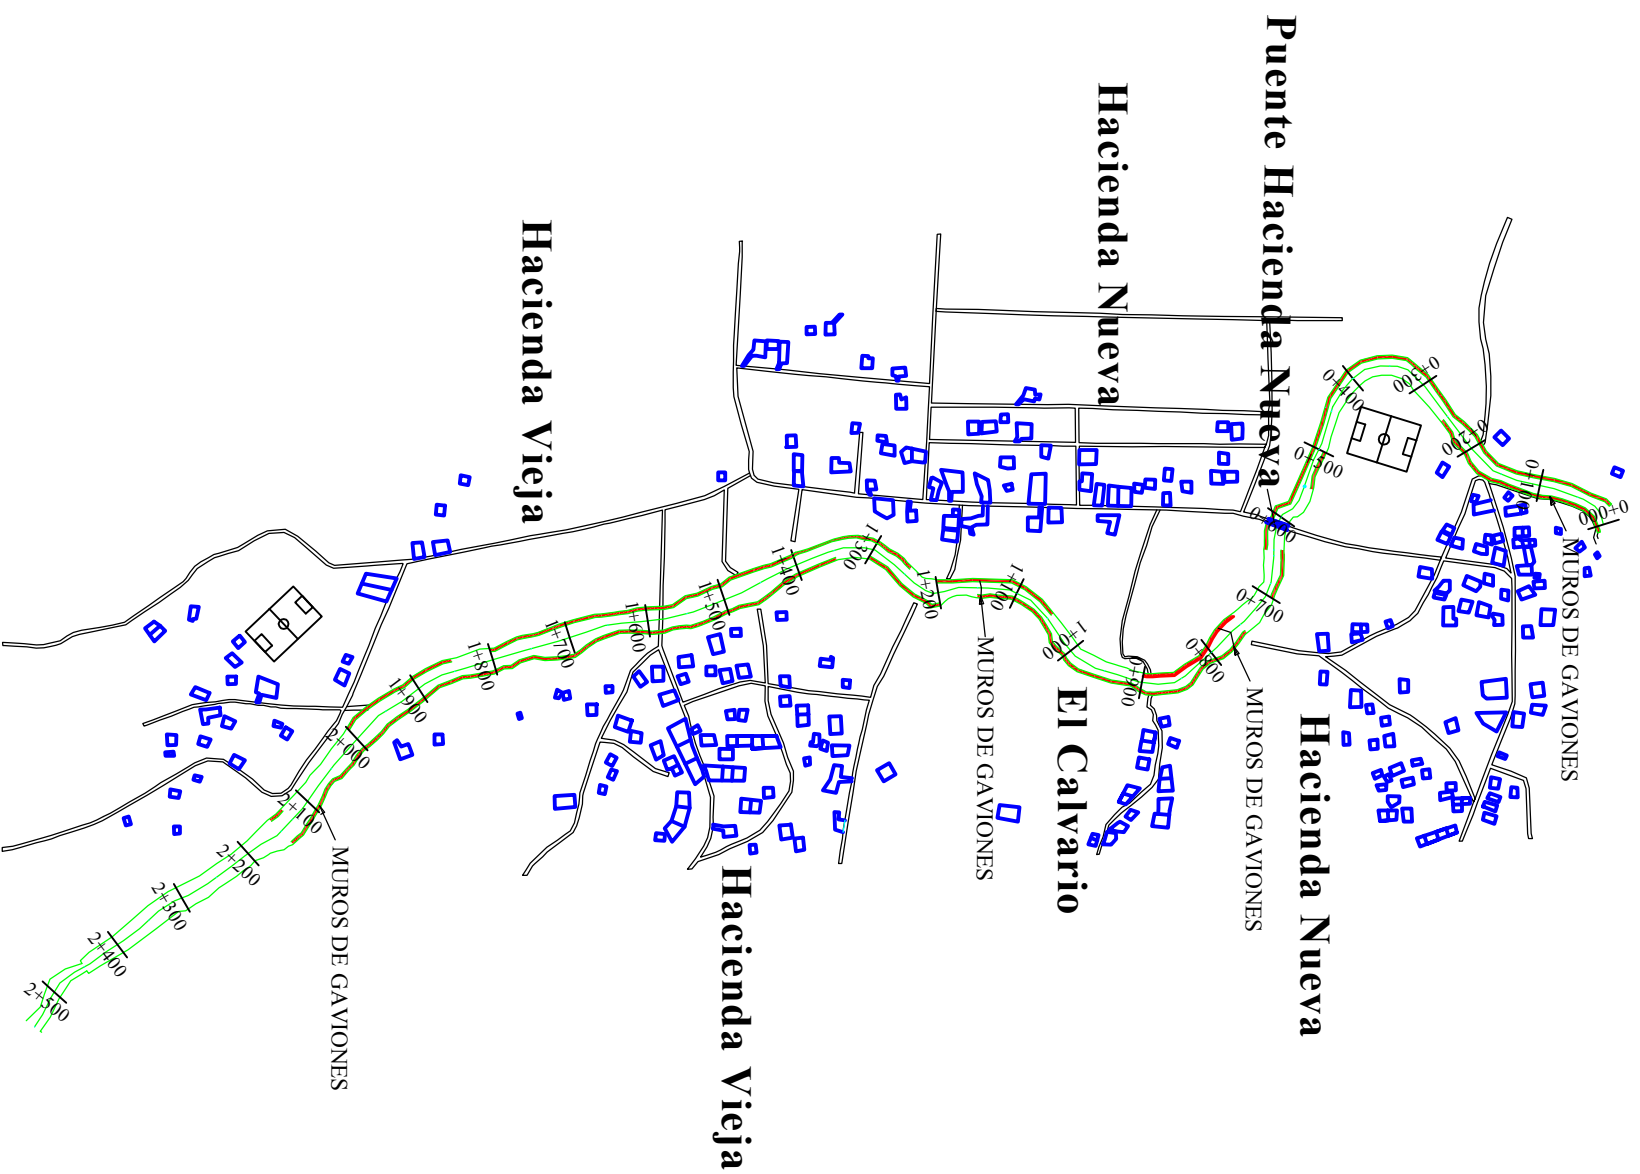 Puente Hacienda Nueva
Hacienda Nueva
Hacienda Vieja
MUROS DE GAVIONES
MUROS DE GAVIONES
Hacienda Nueva
MUROS DE GAVIONES
El Calvario
Hacienda Vieja
MUROS DE GAVIONES
0+000
0+100
0+200
0+300
0+400
0+500
0+600
0+700
0+800
0+900
1+000
1+100
1+200
1+300
1+400
1+500
1+600
1+700
1+800
1+900
2+000
2+100
2+200
2+300
2+400
2+500